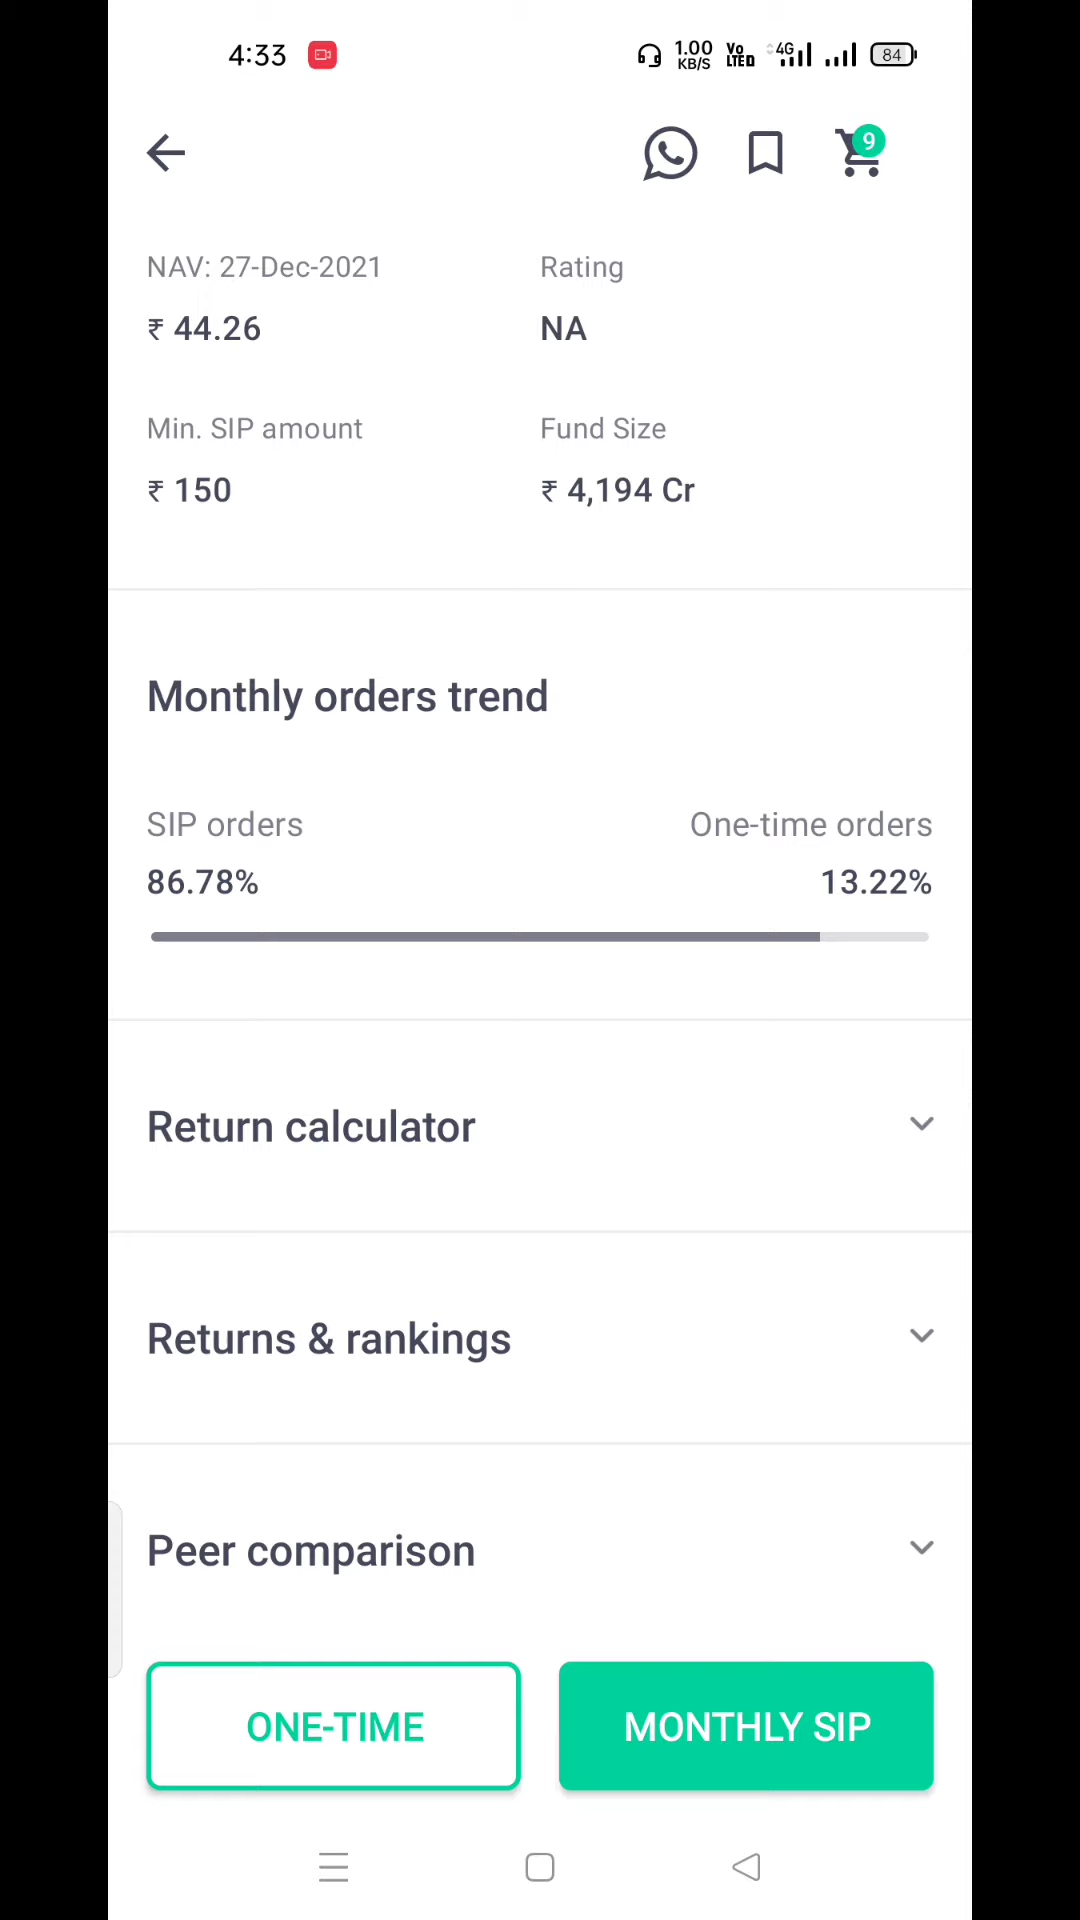 4:33 1.00 KB/S Vo LTED 4G 84
9
NAV: 27-Dec-2021 Rating
₹ 44.26 NA
Min. SIP amount Fund Size
₹ 150 ₹ 4,194 Cr
Monthly orders trend
SIP orders One-time orders
86.78% 13.22%
Return calculator
Returns & rankings
Peer comparison
ONE-TIME MONTHLY SIP